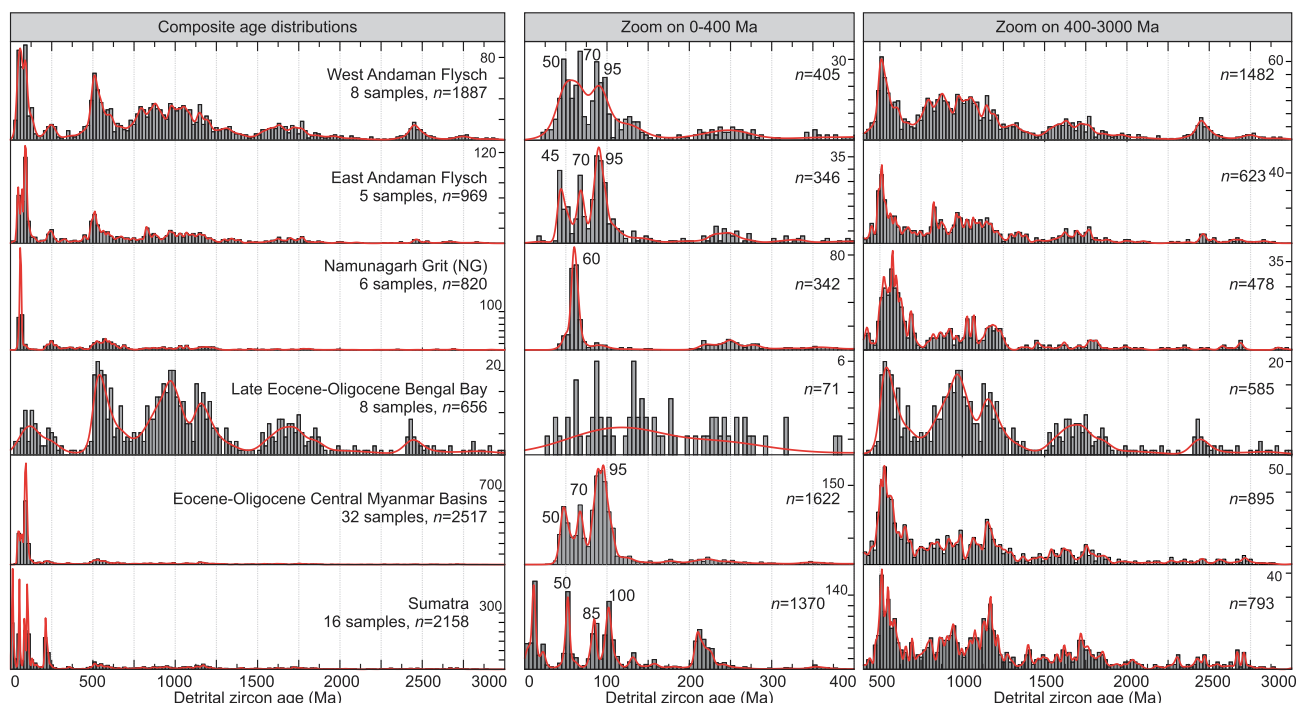 Composite age distributions
Zoom on 0-400 Ma
Zoom on 400-3000 Ma
80
West Andaman Flysch
8 samples, n=1887
50
70
95
30
n=405
60
n=1482
120
East Andaman Flysch
5 samples, n=969
45
70
95
35
n=346
n=623
40
Namunagarh Grit (NG)
6 samples, n=820
100
60
80
n=342
35
n=478
20
Late Eocene-Oligocene Bengal Bay
8 samples, n=656
6
n=71
20
n=585
700
Eocene-Oligocene Central Myanmar Basins
32 samples, n=2517
50
70
95
150
n=1622
50
n=895
Sumatra
300
16 samples, n=2158
50
85
100
140
n=1370
40
n=793
0 500 1000 1500 2000 2500 3000
Detrital zircon age (Ma)
0 100 200 300 400
Detrital zircon age (Ma)
500 1000 1500 2000 2500 3000
Detrital zircon age (Ma)